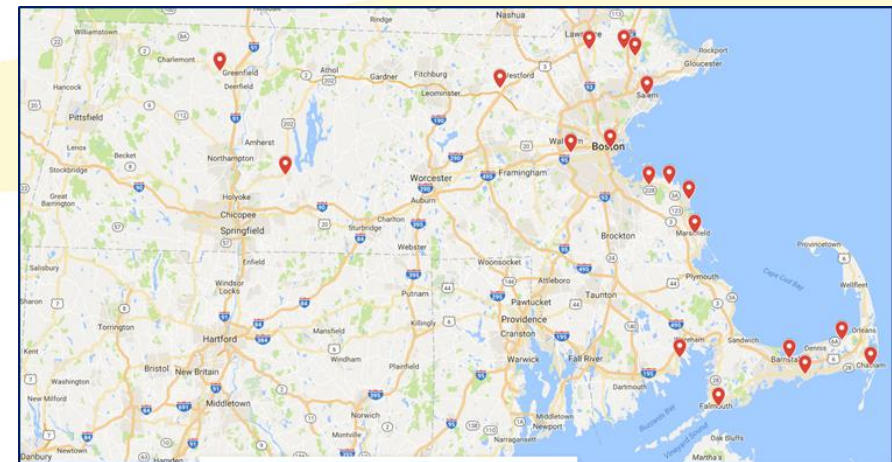 Nashua
Rindge
Williamstown
Lawrence
Rockport
Gloucester
Charlemont
Greenfield
Deerfield
Athol
Gardner
Fitchburg
Westford
Leominster
Salem
Hancock
Pittsfield
Amherst
Northampton
Waltham
Boston
Lenox
Becket
Stockbridge
Great
Barrington
Worcester
Framingham
Auburn
Holyoke
Chicopee
Springfield
Charlton
Sturbridge
Webster
Brockton
Marshfield
Provincetown
Enfield
Woonsocket
Salisbury
Windsor
Locks
Putnam
Attleboro
Pawtucket
Taunton
Plymouth
Cape Cod Bay
Wellfleet
Sharon
Torrington
Hartford
Mansfield
Killingly
Providence
Cranston
Wareham
Sandwich
Dennis
Orleans
Barnstable
Chatham
Kent
Windham
Plainfield
Warwick
Fall River
Dartmouth
Bristol
New Britain
Washington
New Milford
Middletown
Norwich
Montville
Middletown
Newport
Narragansett
Falmouth
Buzzards Bay
Vineyard Sound
Oak Bluffs
Martha's
Newtown
Danbury
Hamden